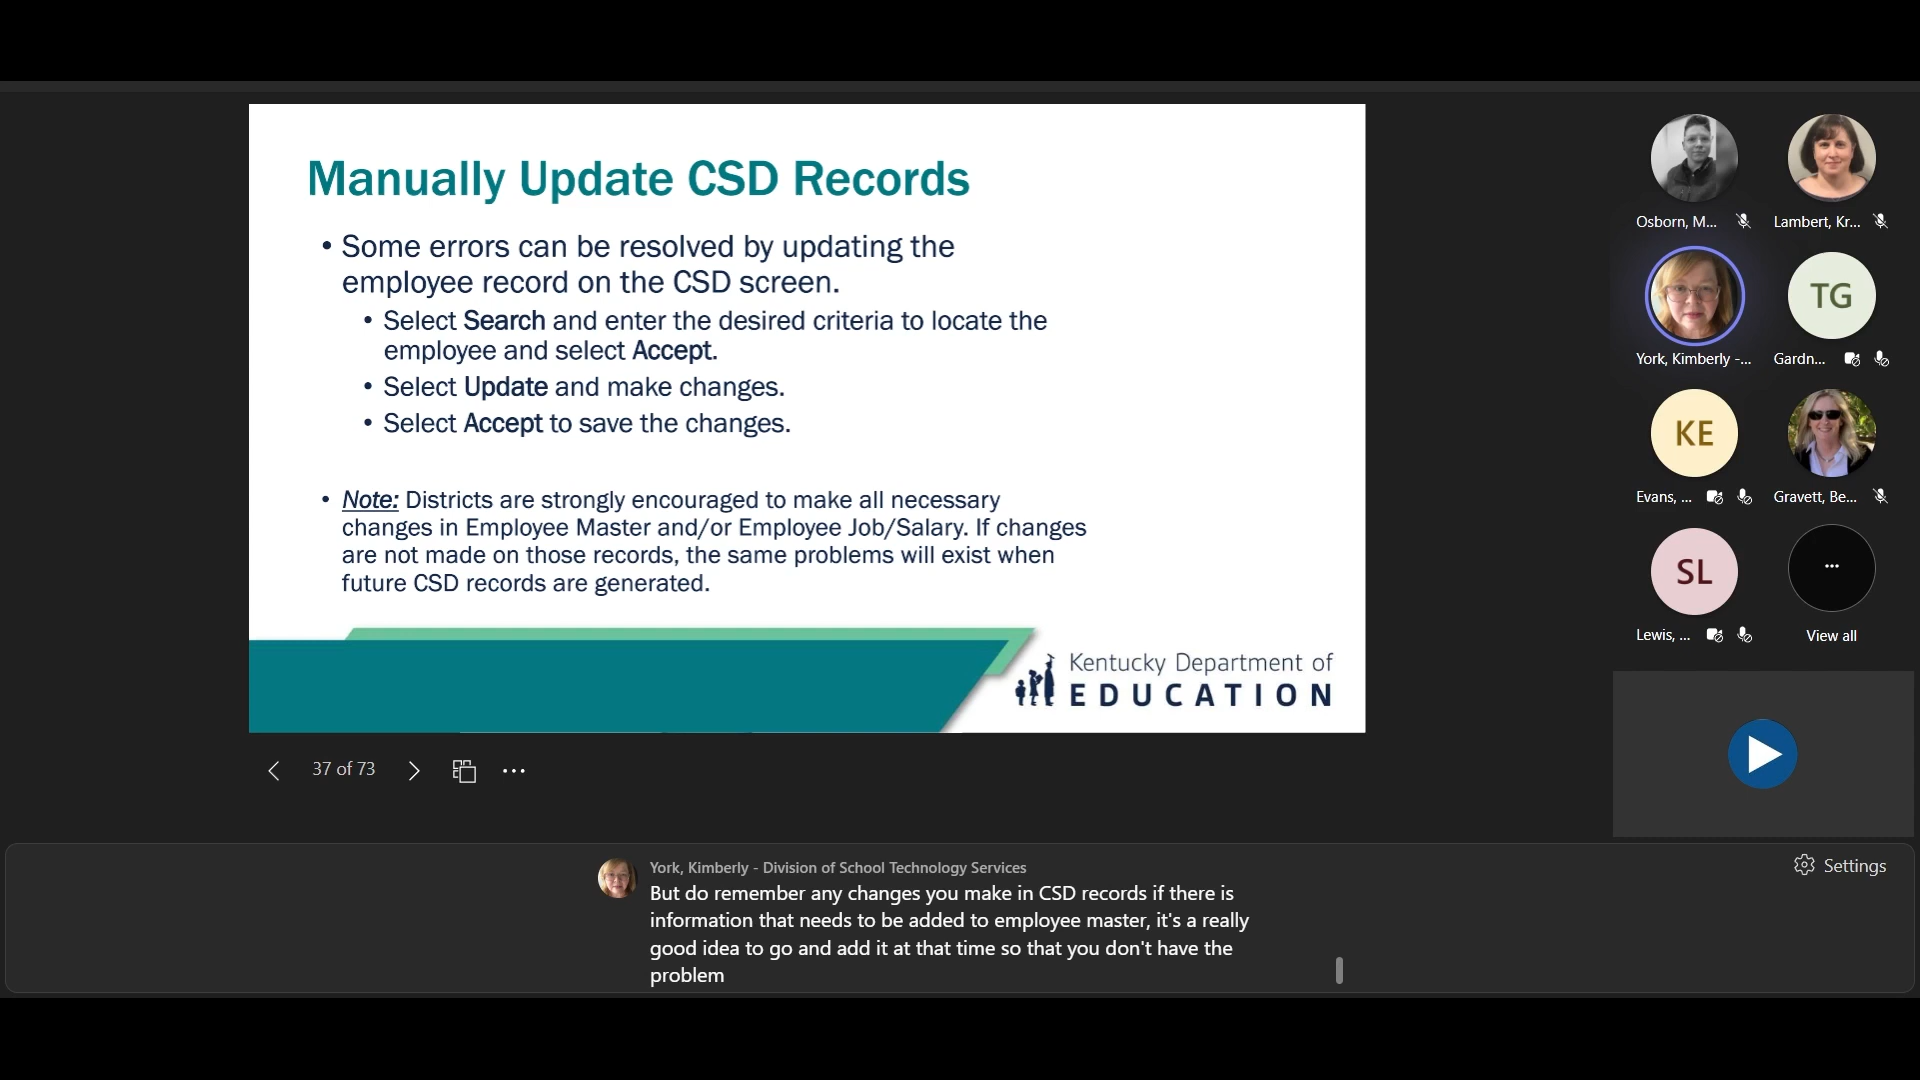 Manually Update CSD Records
• Some errors can be resolved by updating the
employee record on the CSD screen.
• Select Search and enter the desired criteria to locate the
employee and select Accept.
• Select Update and make changes.
• Select Accept to save the changes.
• Note: Districts are strongly encouraged to make all necessary
changes in Employee Master and/or Employee Job/Salary. If changes
are not made on those records, the same problems will exist when
future CSD records are generated.
Kentucky Department of
EDUCATION
37 of 73
Osborn, M...
Lambert, Kr...
York, Kimberly -...
TG
Gardn...
KE
Evans, ...
Gravett, Be...
SL
Lewis, ...
View all
York, Kimberly - Division of School Technology Services
But do remember any changes you make in CSD records if there is
information that needs to be added to employee master, it's a really
good idea to go and add it at that time so that you don't have the
problem
Settings